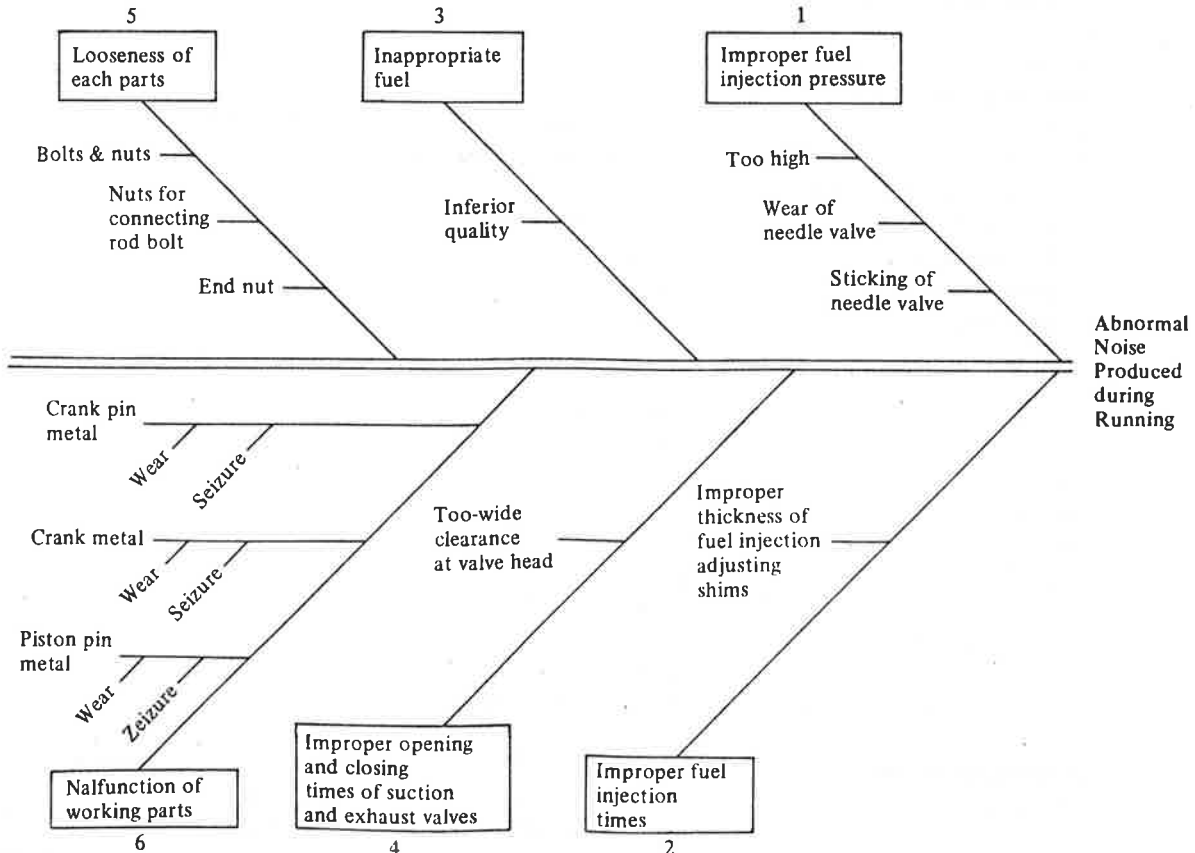 5
Looseness of
each parts
Bolts & nuts
Nuts for
connecting
rod bolt
End nut
3
Inappropriate
fuel
Inferior
quality
1
Improper fuel
injection pressure
Too high
Wear of
needle valve
Sticking of
needle valve
Abnormal
Noise
Produced
during
Running
Crank pin
metal
Wear
Seizure
Crank metal
Wear
Seizure
Piston pin
metal
Wear
Zeizure
Nalfunction of
working parts
6
Too-wide
clearance
at valve head
Improper opening
and closing
times of suction
and exhaust valves
4
Improper
thickness of
fuel injection
adjusting
shims
Improper fuel
injection
times
2